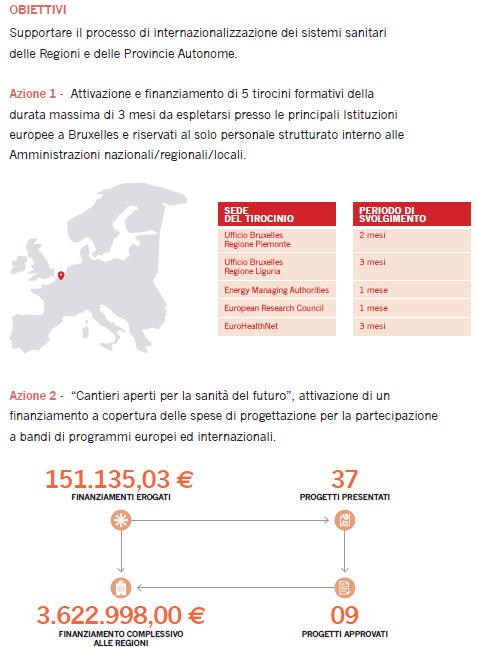 OBIETTIVI
Supportare il processo di internazionalizzazione dei sistemi sanitari
delle Regioni e delle Provincie Autonome.
Azione 1 - Attivazione e finanziamento di 5 tirocini formativi della
durata massima di 3 mesi da espletarsi presso le principali Istituzioni
europee a Bruxelles e riservati al solo personale strutturato interno alle
Amministrazioni nazionali/regionali/locali.
SEDE
DEL TIROCINIO
PERIODO DI
SVOLGIMENTO
Ufficio Bruxelles
Regione Piemonte
2 mesi
Ufficio Bruxelles
Regione Liguria
3 mesi
Energy Managing Authorities
1 mese
European Research Council
1 mese
EuroHealthNet
3 mesi
Azione 2 - “Cantieri aperti per la sanità del futuro”, attivazione di un
finanziamento a copertura delle spese di progettazione per la partecipazione
a bandi di programmi europei ed internazionali.
151.135,03 €
FINANZIAMENTI EROGATI
37
PROGETTI PRESENTATI
3.622.998,00 €
FINANZIAMENTO COMPLESSIVO
ALLE REGIONI
09
PROGETTI APPROVATI